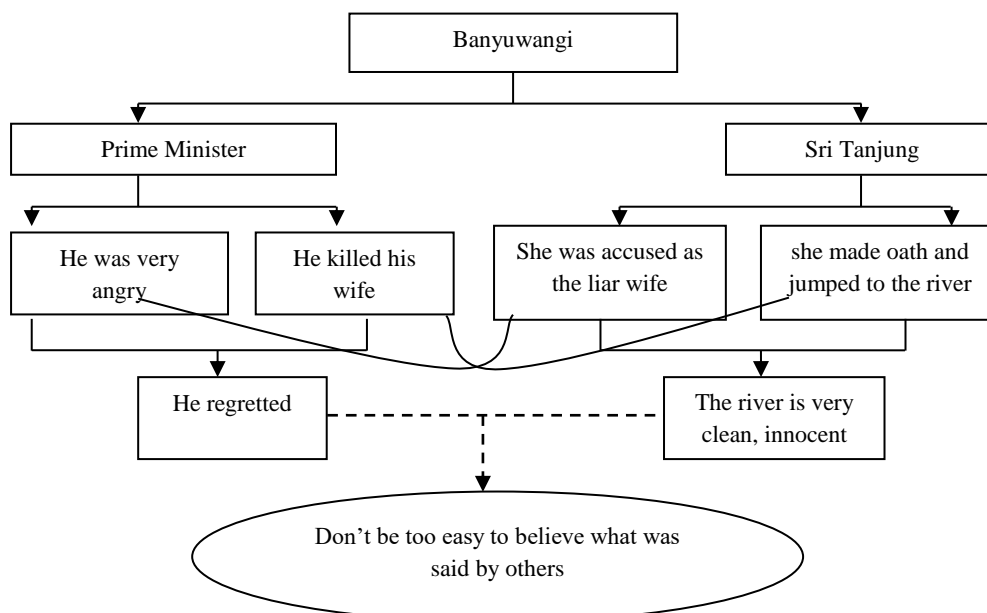 Banyuwangi
Prime Minister
Sri Tanjung
He was very
angry
He killed his
wife
She was accused as
the liar wife
she made oath and
jumped to the river
He regretted
The river is very
clean, innocent
Don’t be too easy to believe what was
said by others